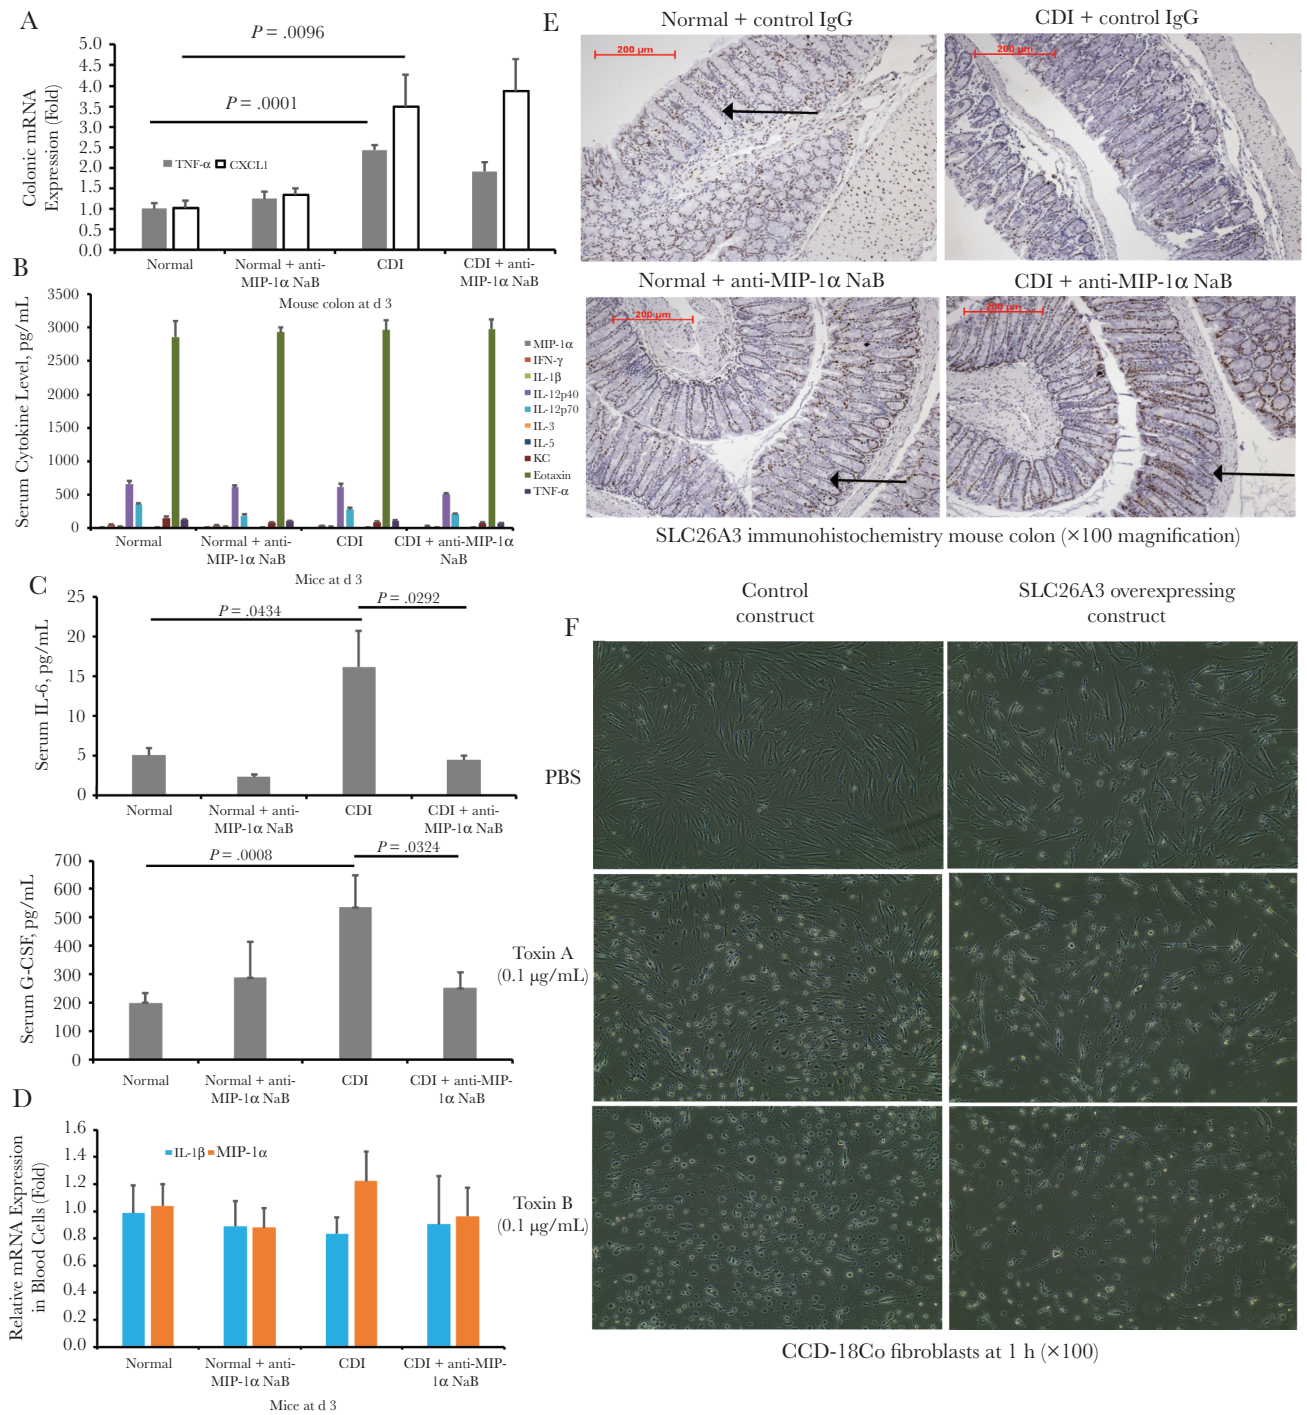 A
P = .0096
P = .0001
Colonic mRNA
Expression (Fold)
5.0
4.5
4.0
3.5
3.0
2.5
2.0
1.5
1.0
0.5
0.0
TNF-α
CXCL1
Normal
Normal + anti-
MIP-1α NaB
CDI
CDI + anti-
MIP-1α NaB
Mouse colon at d 3
B
Serum Cytokine Level, pg/mL
3500
3000
2500
2000
1500
1000
500
0
MIP-1α
IFN-γ
IL-1β
IL-12p40
IL-12p70
IL-3
IL-5
KC
Eotaxin
TNF-α
Normal
Normal + anti-
MIP-1α NaB
CDI
CDI + anti-MIP-1α
NaB
Mice at d 3
C
P = .0434
P = .0292
Serum IL-6, pg/mL
25
20
15
10
5
0
Normal
Normal + anti-
MIP-1α NaB
CDI
CDI + anti-
MIP-1α NaB
P = .0008
P = .0324
Serum G-CSF, pg/mL
700
600
500
400
300
200
100
0
Normal
Normal + anti-
MIP-1α NaB
CDI
CDI + anti-MIP-
1α NaB
D
Relative mRNA Expression
in Blood Cells (Fold)
1.6
1.4
1.2
1.0
0.8
0.6
0.4
0.2
0.0
IL-1β
MIP-1α
Normal
Normal + anti-
MIP-1α NaB
CDI
CDI + anti-MIP-
1α NaB
Mice at d 3
E
Normal + control IgG
CDI + control IgG
200 µm
200 µm
Normal + anti-MIP-1α NaB
CDI + anti-MIP-1α NaB
200 µm
200 µm
SLC26A3 immunohistochemistry mouse colon (×100 magnification)
F
Control
construct
SLC26A3 overexpressing
construct
PBS
Toxin A
(0.1 µg/mL)
Toxin B
(0.1 µg/mL)
CCD-18Co fibroblasts at 1 h (×100)